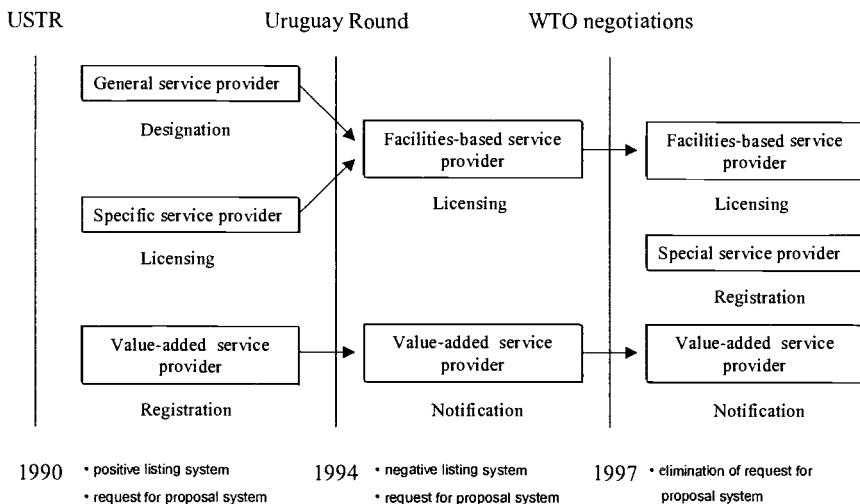 USTR
Uruguay Round
WTO negotiations
General service provider
Designation
Specific service provider
Licensing
Value-added service
provider
Registration
Facilities-based service
provider
Licensing
Value-added service
provider
Notification
Facilities-based service
provider
Licensing
Special service provider
Registration
Value-added service
provider
Notification
1990
• positive listing system
• request for proposal system
1994
• negative listing system
• request for proposal system
1997
• elimination of request for
proposal system